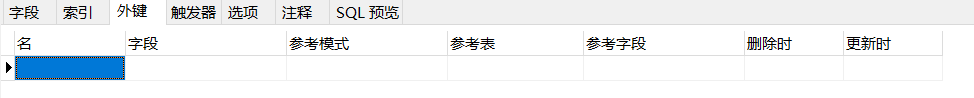 字段 索引 外键 触发器 选项 注释 SQL 预览
名 字段 参考模式 参考表 参考字段 删除时 更新时